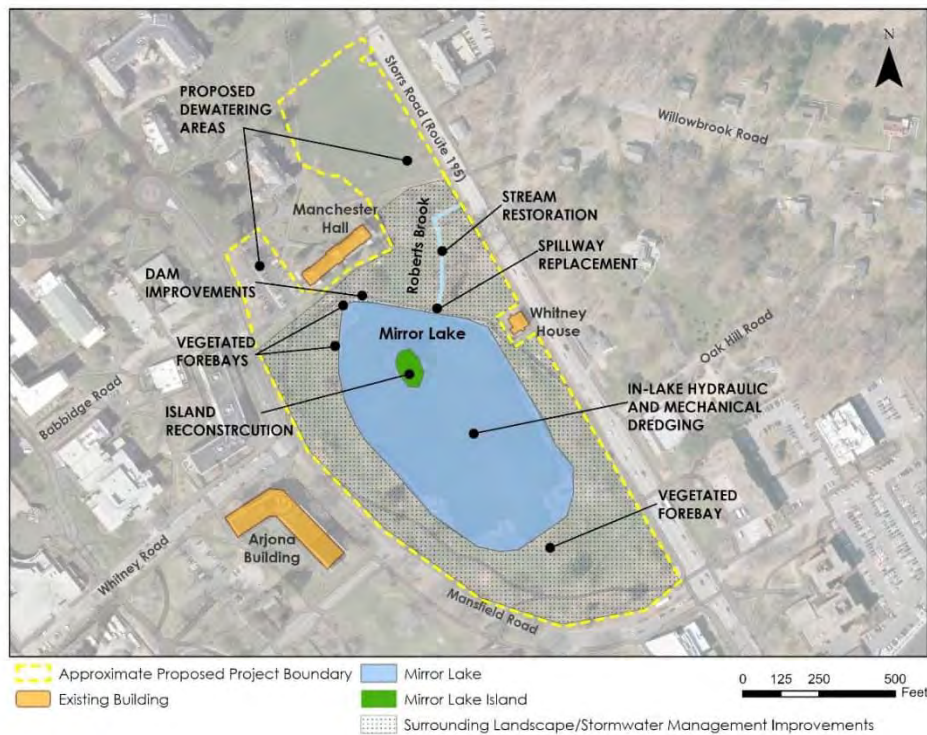 N
PROPOSED
DEWATERING
AREAS
Storrs Road (Route 195)
Willowbrook Road
STREAM
RESTORATION
Manchester
Hall
Roberts Brook
SPILLWAY
REPLACEMENT
DAM
IMPROVEMENTS
Whitney
House
Mirror Lake
VEGETATED
FOREBAYS
Oak Hill Road
Babbidge Road
ISLAND
RECONSTRCUTION
IN-LAKE HYDRAULIC
AND MECHANICAL
DREDGING
VEGETATED
FOREBAY
Arjona
Building
Whitney Road
Mansfield Road
Approximate Proposed Project Boundary
Existing Building
Mirror Lake
Mirror Lake Island
Surrounding Landscape/Stormwater Management Improvements
0 125 250 500
Feet